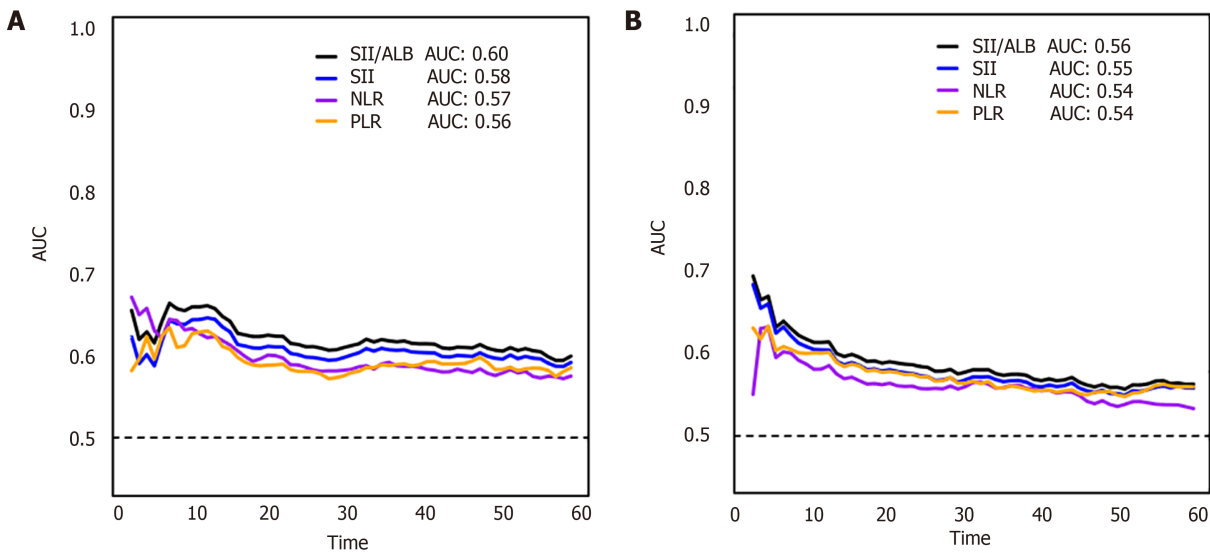 A
1.0
0.9
0.8
0.7
0.6
0.5
AUC
SII/ALB AUC: 0.60
SII AUC: 0.58
NLR AUC: 0.57
PLR AUC: 0.56
0 10 20 30 40 50 60
Time
B
1.0
0.9
0.8
0.7
0.6
0.5
AUC
SII/ALB AUC: 0.56
SII AUC: 0.55
NLR AUC: 0.54
PLR AUC: 0.54
0 10 20 30 40 50 60
Time